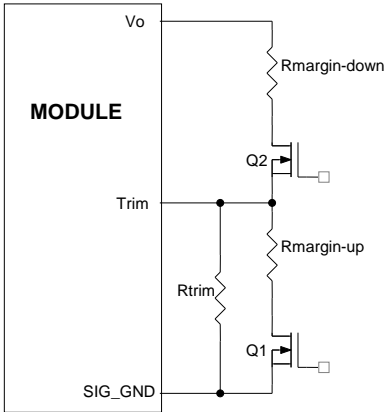 Vo
Rmargin-down
MODULE
Q2
Trim
Rmargin-up
Rtrim
Q1
SIG_GND